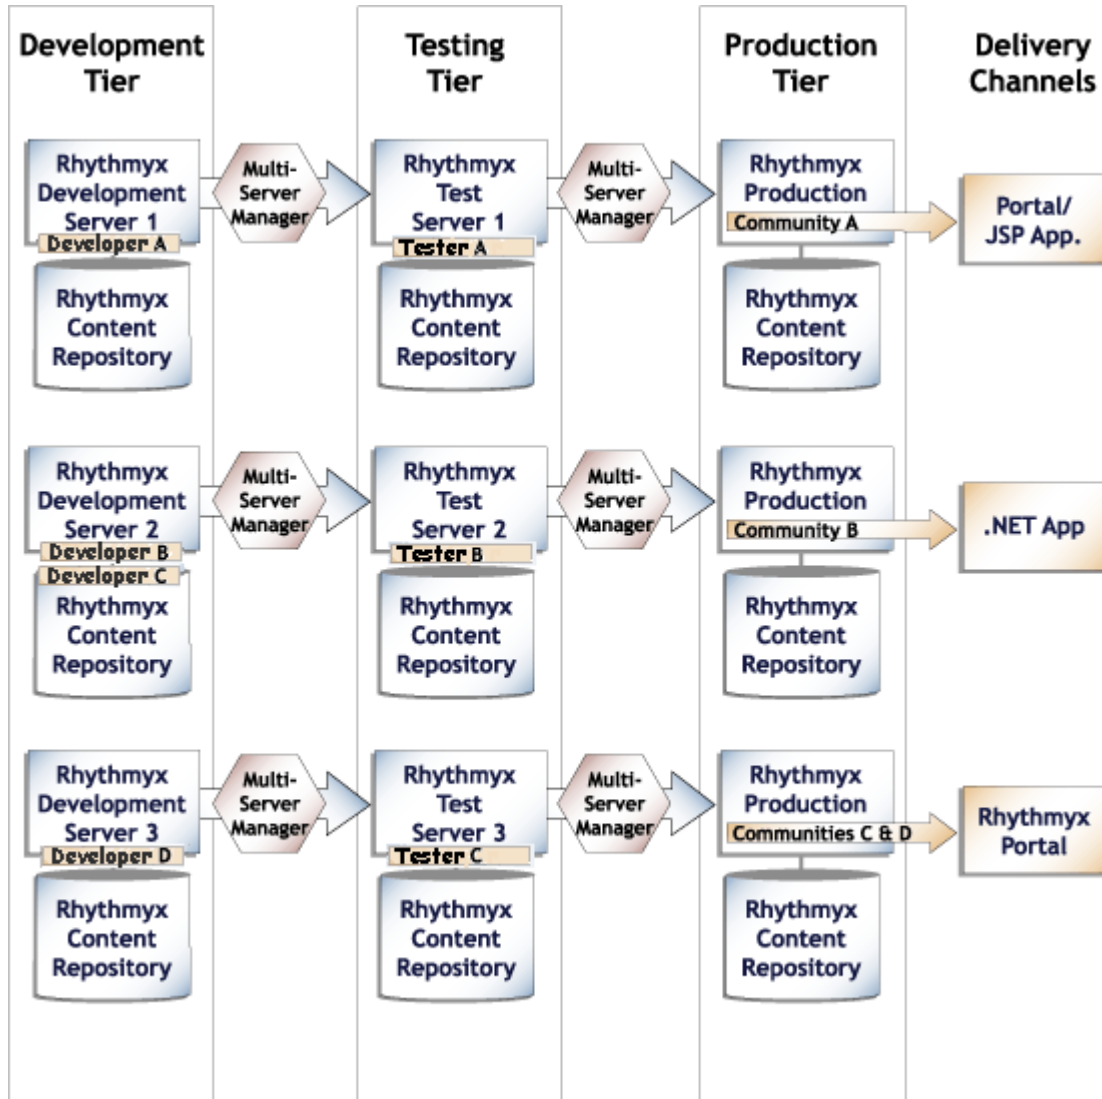 Development
Tier
Testing
Tier
Production
Tier
Delivery
Channels
Rhythmyx
Development
Server 1
Developer A
Rhythmyx
Content
Repository
Multi-
Server
Manager
Rhythmyx
Test
Server 1
Tester A
Rhythmyx
Content
Repository
Multi-
Server
Manager
Rhythmyx
Production
Community A
Rhythmyx
Content
Repository
Portal/
JSP App.
Rhythmyx
Development
Server 2
Developer B
Developer C
Rhythmyx
Content
Repository
Multi-
Server
Manager
Rhythmyx
Test
Server 2
Tester B
Rhythmyx
Content
Repository
Multi-
Server
Manager
Rhythmyx
Production
Community B
Rhythmyx
Content
Repository
.NET App
Rhythmyx
Development
Server 3
Developer D
Rhythmyx
Content
Repository
Multi-
Server
Manager
Rhythmyx
Test
Server 3
Tester C
Rhythmyx
Content
Repository
Multi-
Server
Manager
Rhythmyx
Production
Communities C & D
Rhythmyx
Content
Repository
Rhythmyx
Portal